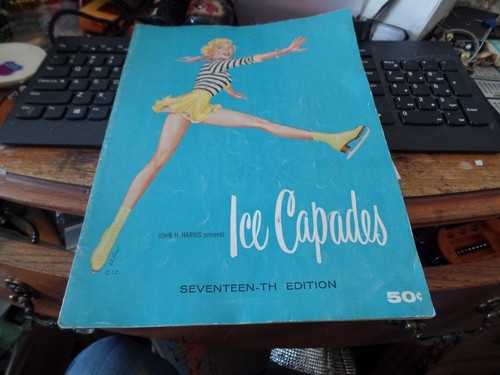 JOHN H. HARRIS presents
Ice Capades
SEVENTEEN-TH EDITION
50¢